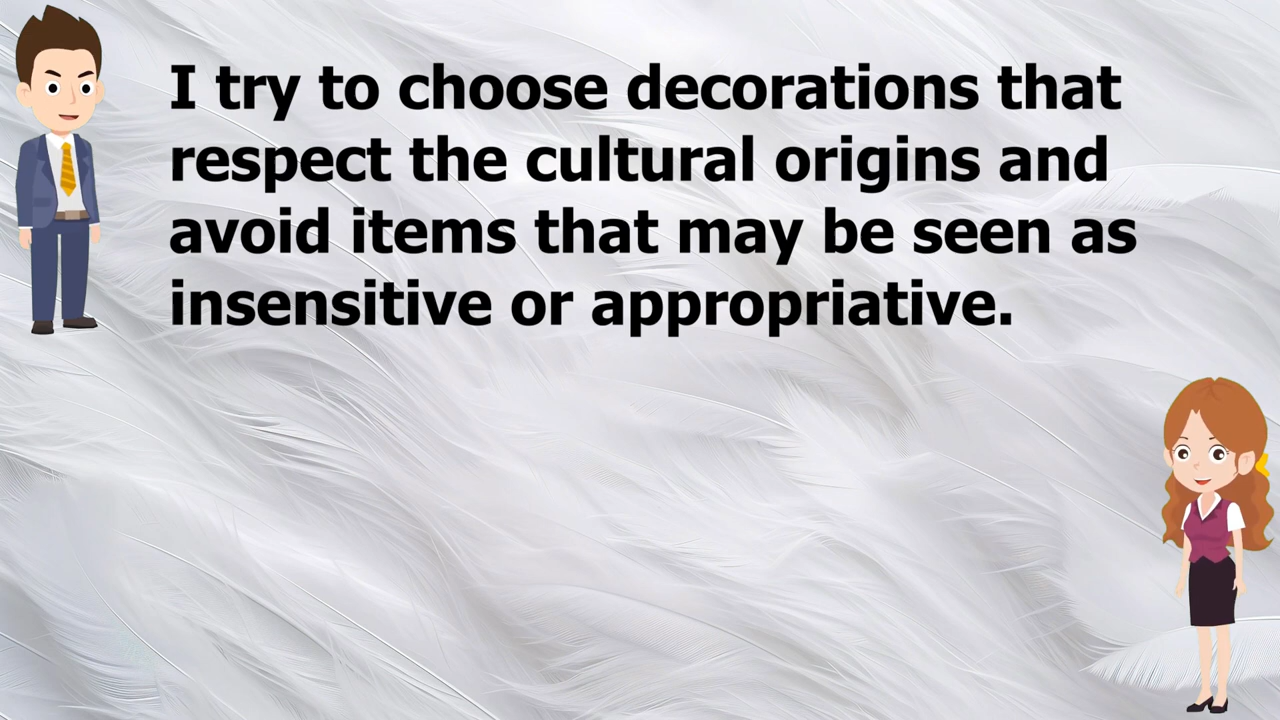 I try to choose decorations that
respect the cultural origins and
avoid items that may be seen as
insensitive or appropriative.